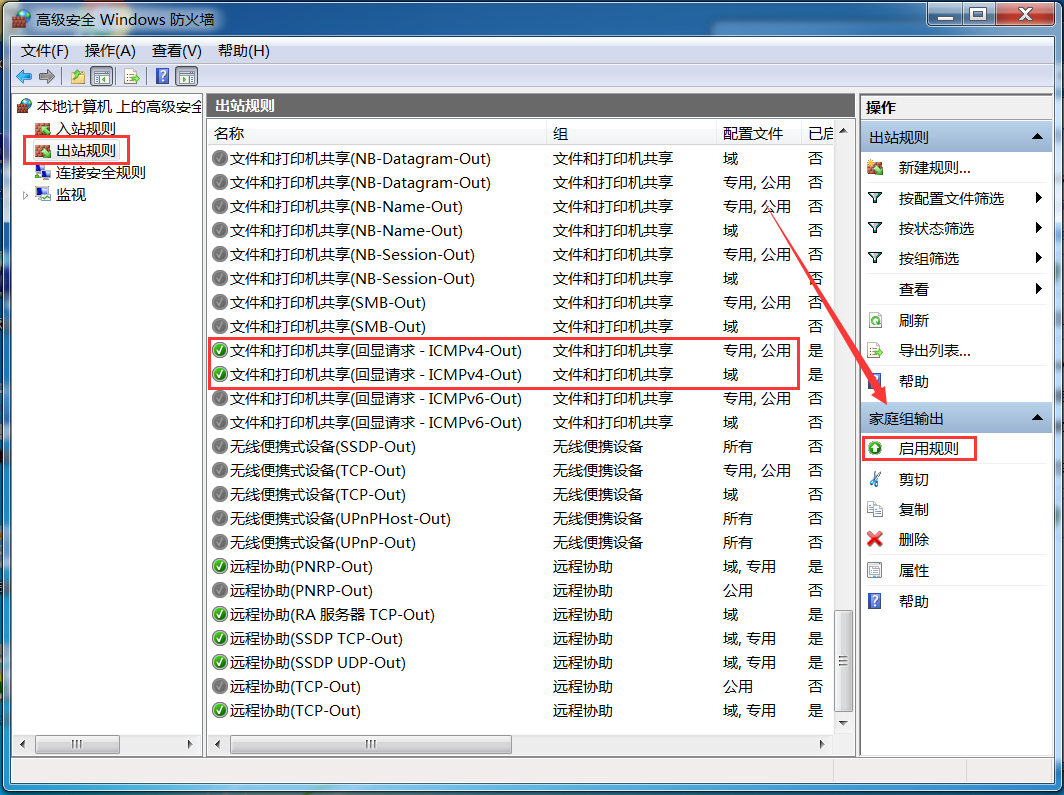 高级安全 Windows 防火墙
文件(F) 操作(A) 查看(V) 帮助(H)
本地计算机 上的高级安全
入站规则
出站规则
连接安全规则
监视
出站规则
名称 组 配置文件 已启
文件和打印机共享(NB-Datagram-Out) 文件和打印机共享 域 否
文件和打印机共享(NB-Datagram-Out) 文件和打印机共享 专用, 公用 否
文件和打印机共享(NB-Name-Out) 文件和打印机共享 专用, 公用 否
文件和打印机共享(NB-Name-Out) 文件和打印机共享 域 否
文件和打印机共享(NB-Session-Out) 文件和打印机共享 专用, 公用 否
文件和打印机共享(NB-Session-Out) 文件和打印机共享 域 否
文件和打印机共享(SMB-Out) 文件和打印机共享 专用, 公用 否
文件和打印机共享(SMB-Out) 文件和打印机共享 域 否
文件和打印机共享(回显请求 - ICMPv4-Out) 文件和打印机共享 专用, 公用 是
文件和打印机共享(回显请求 - ICMPv4-Out) 文件和打印机共享 域 是
文件和打印机共享(回显请求 - ICMPv6-Out) 文件和打印机共享 专用, 公用 否
文件和打印机共享(回显请求 - ICMPv6-Out) 文件和打印机共享 域 否
无线便携式设备(SSDP-Out) 无线便携设备 所有 否
无线便携式设备(TCP-Out) 无线便携设备 专用, 公用 否
无线便携式设备(TCP-Out) 无线便携设备 域 否
无线便携式设备(UPnPHost-Out) 无线便携设备 所有 否
无线便携式设备(UPnP-Out) 无线便携设备 所有 否
远程协助(PNRP-Out) 远程协助 域, 专用 是
远程协助(PNRP-Out) 远程协助 公用 否
远程协助(RA 服务器 TCP-Out) 远程协助 域 是
远程协助(SSDP TCP-Out) 远程协助 域, 专用 是
远程协助(SSDP UDP-Out) 远程协助 域, 专用 是
远程协助(TCP-Out) 远程协助 公用 否
远程协助(TCP-Out) 远程协助 域, 专用 是
操作
出站规则
新建规则...
按配置文件筛选
按状态筛选
按组筛选
查看
刷新
导出列表...
帮助
家庭组输出
启用规则
剪切
复制
删除
属性
帮助